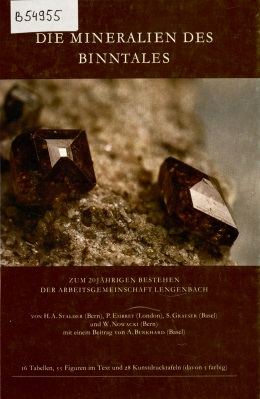 B54955
DIE MINERALIEN DES
BINNTALES
ZUM 20JÄHRIGEN BESTEHEN
DER ARBEITSGEMEINSCHAFT LENGENBACH
VON H. A. STALDER (Bern), P. EMBREY (London), S. GRAESER (Basel)
und W. NOWACKI (Bern)
mit einem Beitrag von A. BURKHARD (Basel)
16 Tabellen, 55 Figuren im Text und 28 Kunstdrucktafeln (davon 5 farbig)